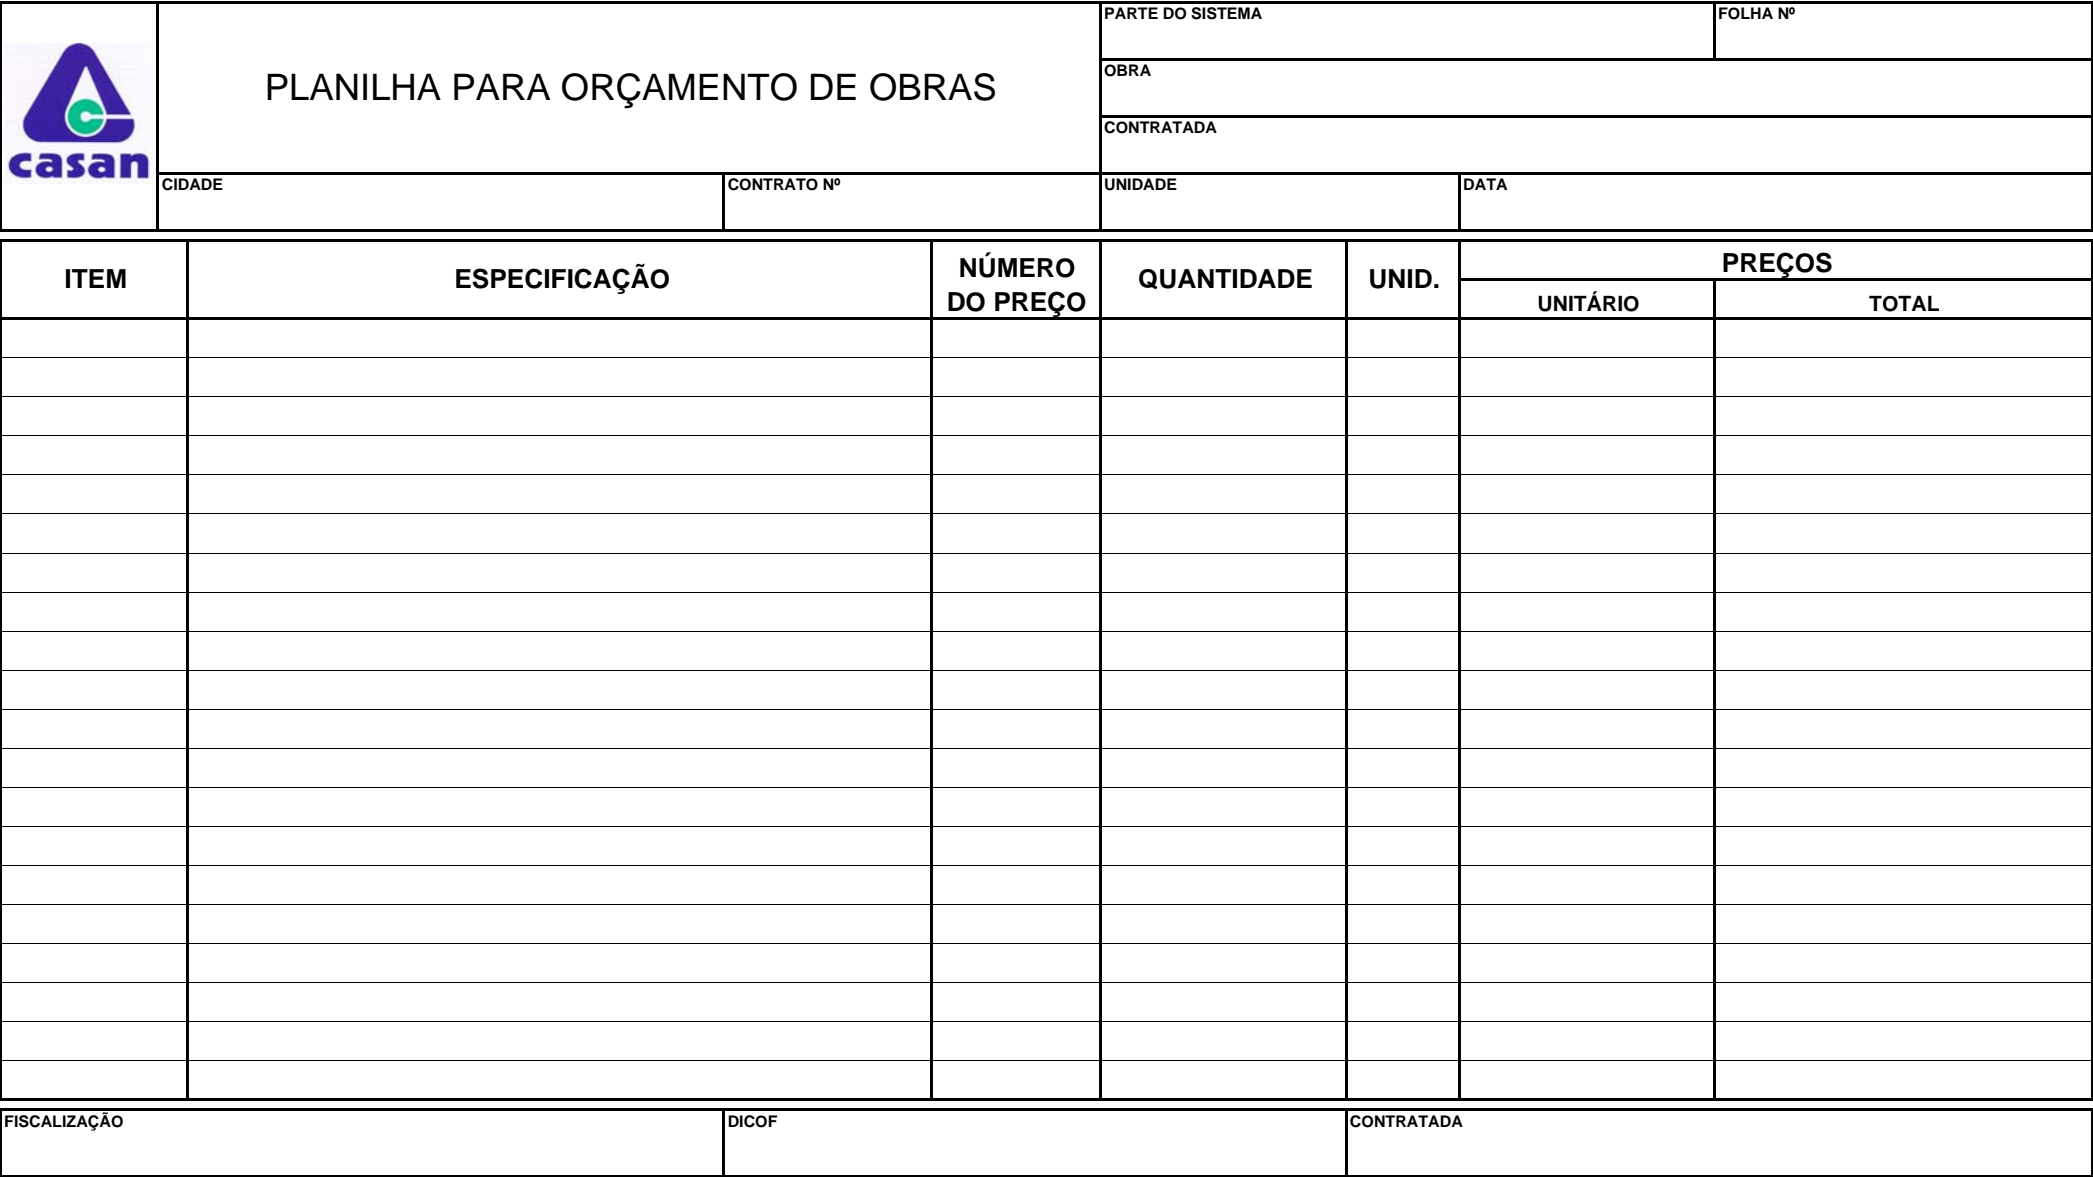 PARTE DO SISTEMA
FOLHA Nº
casan
PLANILHA PARA ORÇAMENTO DE OBRAS
OBRA
CONTRATADA
CIDADE
CONTRATO Nº
UNIDADE
DATA
ITEM
ESPECIFICAÇÃO
NÚMERO
DO PREÇO
QUANTIDADE
UNID.
PREÇOS
UNITÁRIO
TOTAL
FISCALIZAÇÃO
DICOF
CONTRATADA